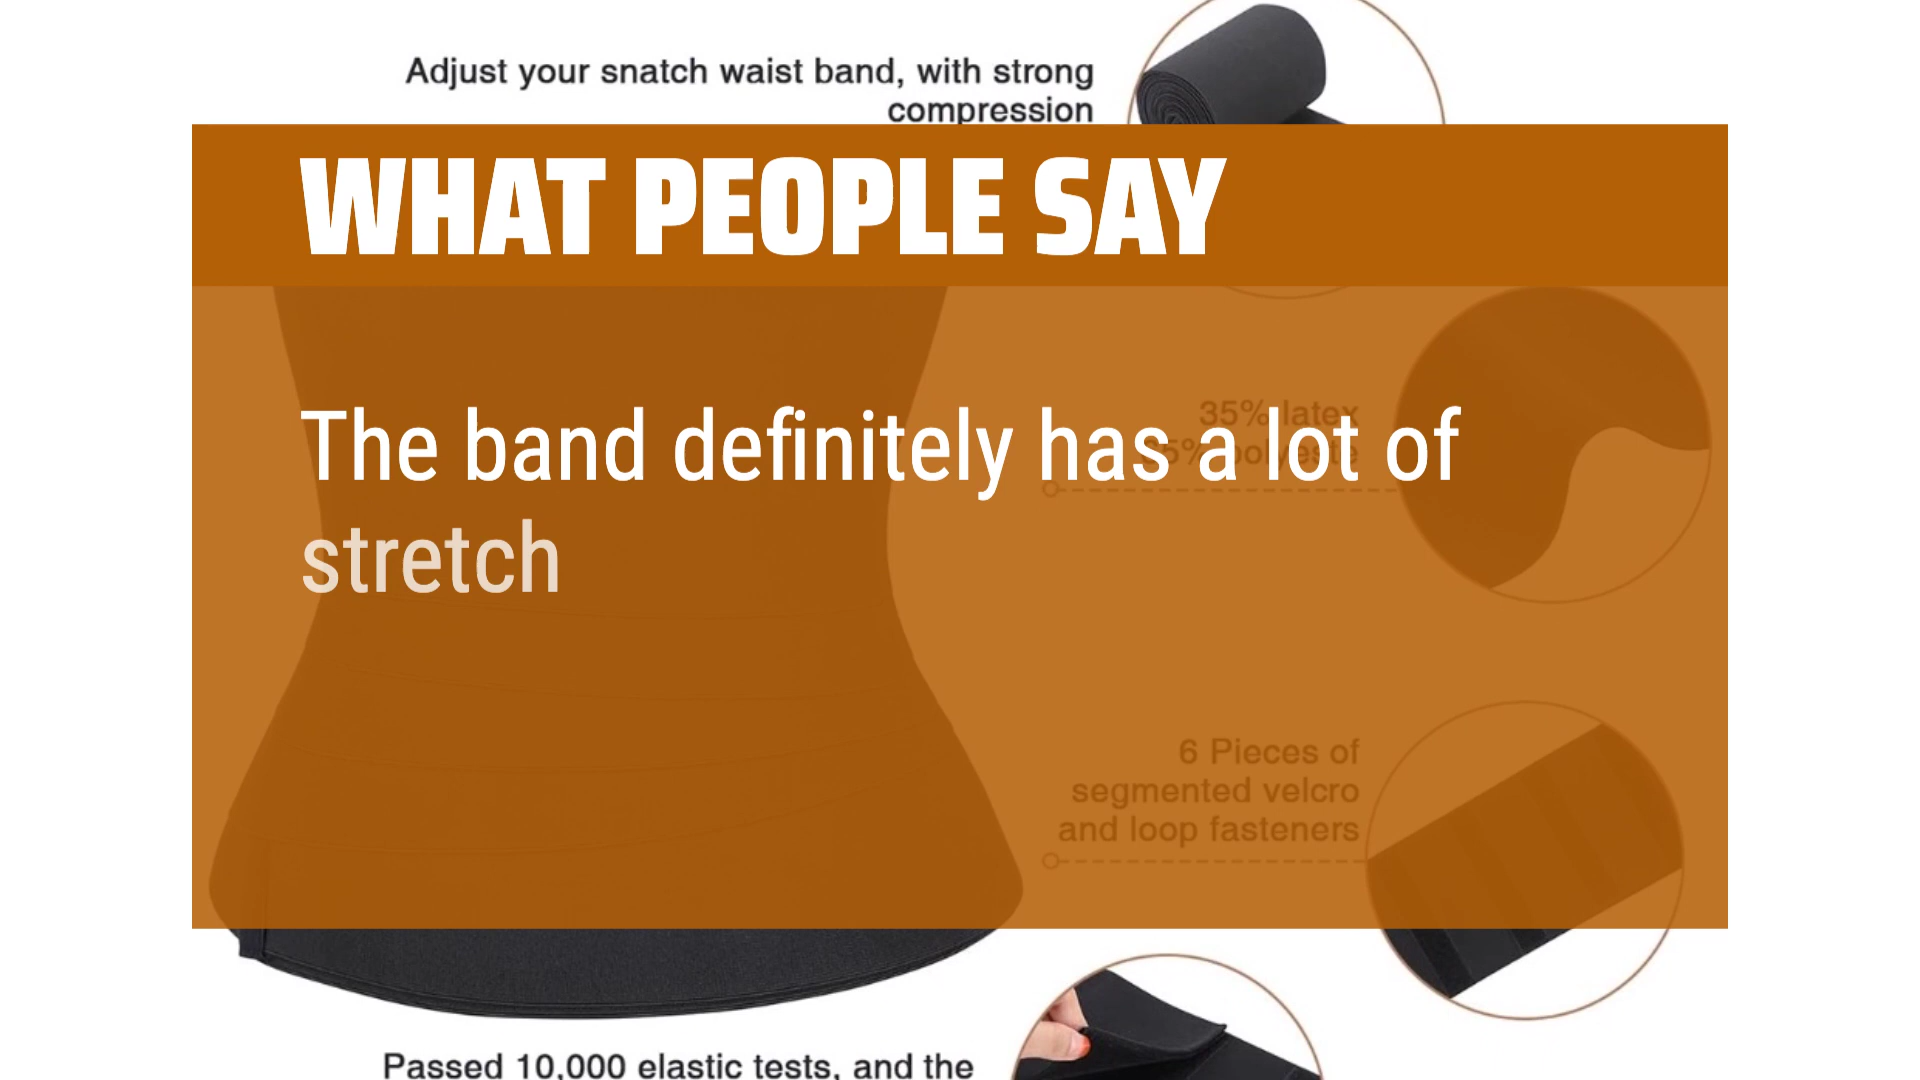 Adjust your snatch waist band, with strong
compression
WHAT PEOPLE SAY
The band definitely has a lot of
stretch
35% latex
6 Pieces of
segmented velcro
and loop fasteners
Passed 10,000 elastic tests, and the